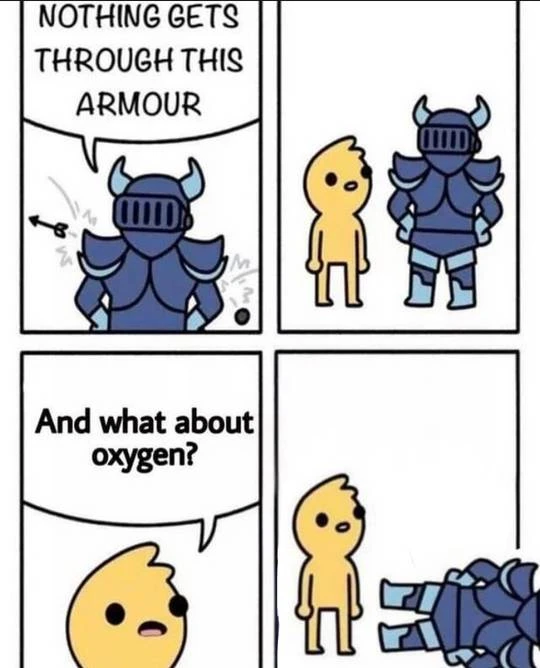 NOTHING GETS
THROUGH THIS
ARMOUR
And what about
oxygen?